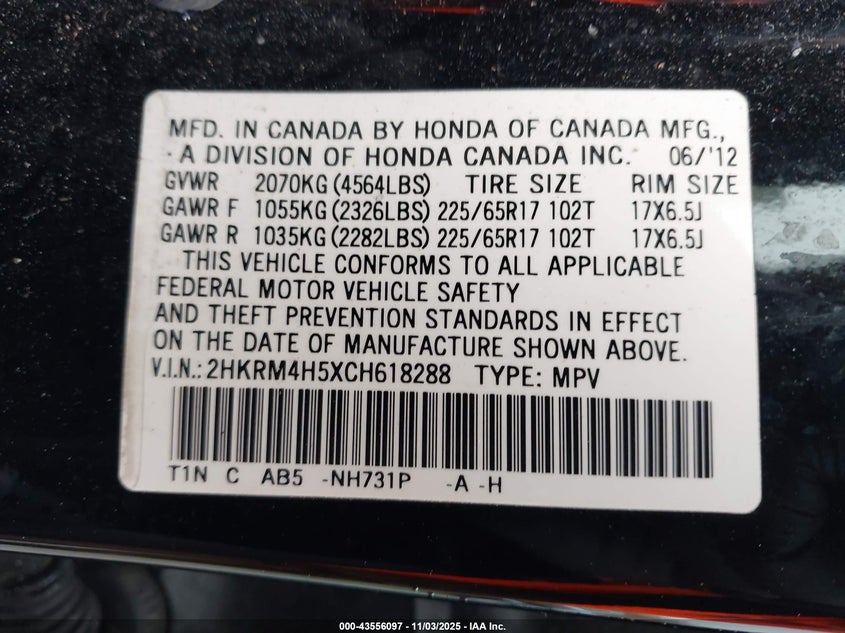 MFD. IN CANADA BY HONDA OF CANADA MFG.,
A DIVISION OF HONDA CANADA INC. 06/'12
GVWR 2070KG (4564LBS) TIRE SIZE RIM SIZE
GAWR F 1055KG (2326LBS) 225/65R17 102T 17X6.5J
GAWR R 1035KG (2282LBS) 225/65R17 102T 17X6.5J
THIS VEHICLE CONFORMS TO ALL APPLICABLE
FEDERAL MOTOR VEHICLE SAFETY
AND THEFT PREVENTION STANDARDS IN EFFECT
ON THE DATE OF MANUFACTURE SHOWN ABOVE.
V.I.N.: 2HKRM4H5XCH618288 TYPE: MPV
T1N C AB5 -NH731P -A -H
000-43556097 - 11/03/2025 - IAA Inc.